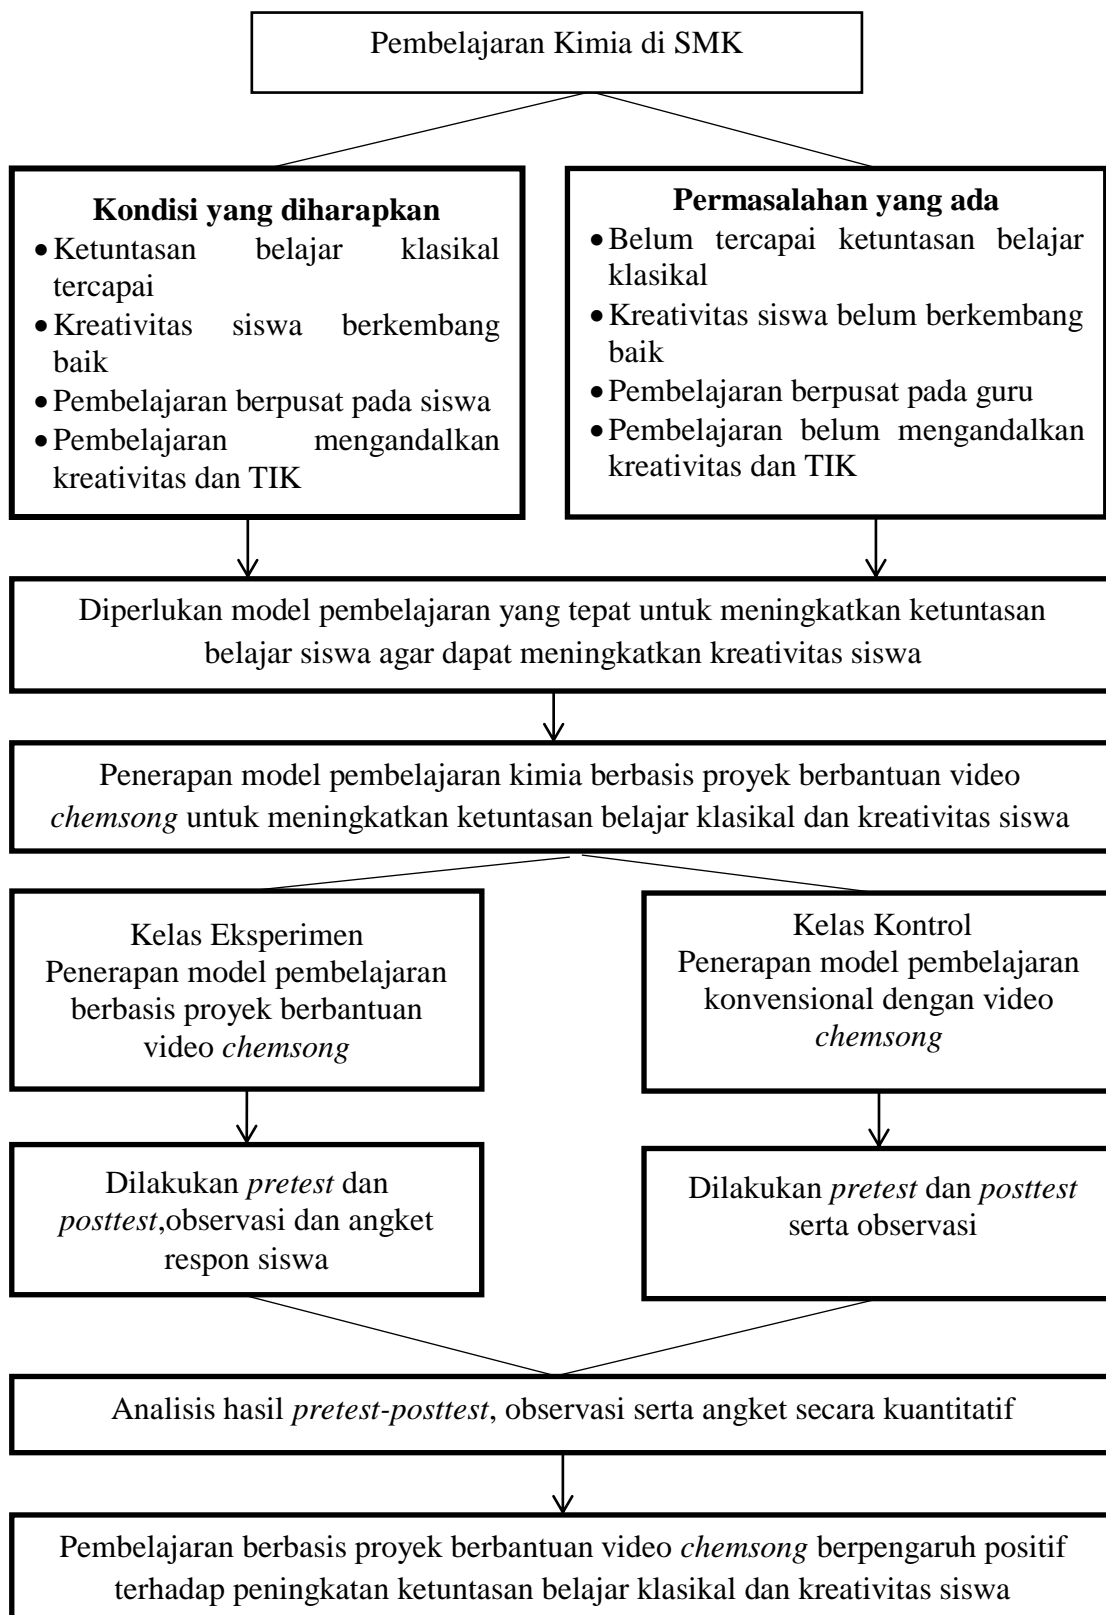 Pembelajaran Kimia di SMK
Kondisi yang diharapkan
• Ketuntasan belajar klasikal
tercapai
• Kreativitas siswa berkembang
baik
• Pembelajaran berpusat pada siswa
• Pembelajaran mengandalkan
kreativitas dan TIK
Permasalahan yang ada
• Belum tercapai ketuntasan belajar
klasikal
• Kreativitas siswa belum berkembang
baik
• Pembelajaran berpusat pada guru
• Pembelajaran belum mengandalkan
kreativitas dan TIK
Diperlukan model pembelajaran yang tepat untuk meningkatkan ketuntasan
belajar siswa agar dapat meningkatkan kreativitas siswa
Penerapan model pembelajaran kimia berbasis proyek berbantuan video
chemsong untuk meningkatkan ketuntasan belajar klasikal dan kreativitas siswa
Kelas Eksperimen
Penerapan model pembelajaran
berbasis proyek berbantuan
video chemsong
Kelas Kontrol
Penerapan model pembelajaran
konvensional dengan video
chemsong
Dilakukan pretest dan
posttest,observasi dan angket
respon siswa
Dilakukan pretest dan posttest
serta observasi
Analisis hasil pretest-posttest, observasi serta angket secara kuantitatif
Pembelajaran berbasis proyek berbantuan video chemsong berpengaruh positif
terhadap peningkatan ketuntasan belajar klasikal dan kreativitas siswa